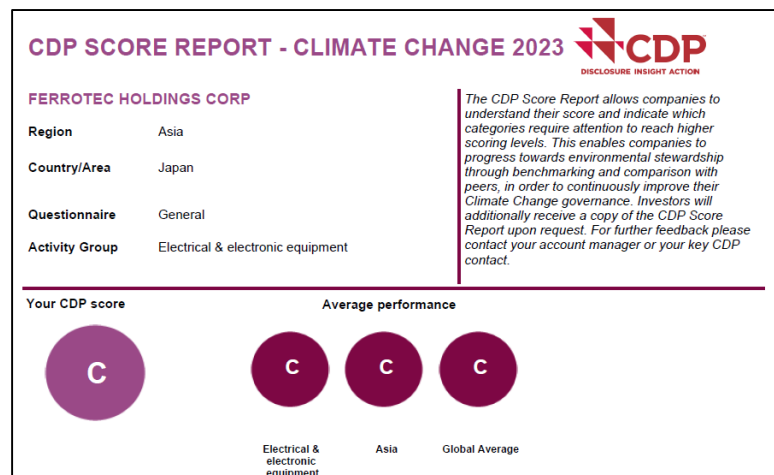 CDP SCORE REPORT - CLIMATE CHANGE 2023
CDP
DISCLOSURE INSIGHT ACTION
FERROTEC HOLDINGS CORP
Region Asia
Country/Area Japan
Questionnaire General
Activity Group Electrical & electronic equipment
The CDP Score Report allows companies to
understand their score and indicate which
categories require attention to reach higher
scoring levels. This enables companies to
progress towards environmental stewardship
through benchmarking and comparison with
peers, in order to continuously improve their
Climate Change governance. Investors will
additionally receive a copy of the CDP Score
Report upon request. For further feedback please
contact your account manager or your key CDP
contact.
Your CDP score
Average performance
C
C
C
C
Electrical &
electronic
equipment
Asia
Global Average